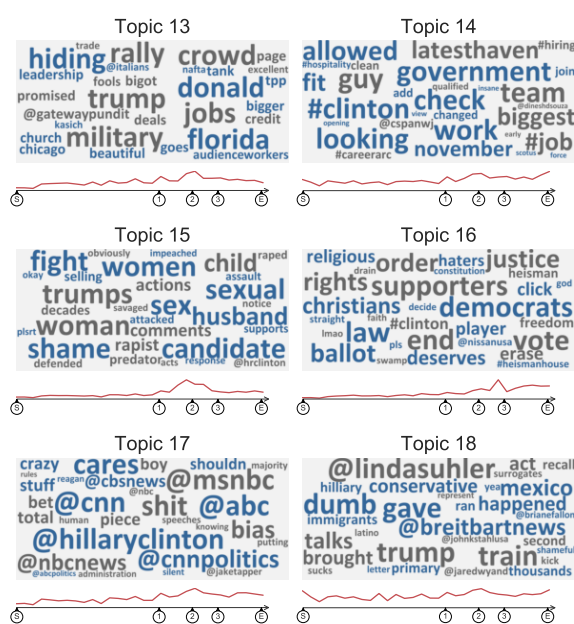 Topic 13
trade
hiding rally crowd page
@italians
leadership nafta tank excellent
fools bigot donald tpp
promised trump bigger
@gatewaypundit deals jobs credit
kasich
church military florida
chicago beautiful goes audience workers
S 1 2 3 E
Topic 14
allowed latesthaven #hiring
#hospitality clean government join
fit guy qualified insane team
add check @dineshdsouza
#clinton view changed biggest
opening @cspanwj work early
looking november #job
#careerarc scotus force
S 1 2 3 E
Topic 15
obviously impeached
fight women child raped
okay selling actions assault
trumps sexual
decades savaged sex notice
attacked husband
plsrt woman comments supports
shame rapist candidate
defended predator acts response @hrclinton
S 1 2 3 E
Topic 16
religious order haters justice
drain constitution heisman
rights supporters click god
christians decide democrats
straight faith #clinton player freedom
lmao law pls end @nissanusa vote
ballot swamp deserves erase
#heismanhouse
S 1 2 3 E
Topic 17
crazy cares boy shouldn majority
rules
stuff reagan @cbsnews @msnbc
@nbc
bet @cnn shit @abc
total human piece speeches knowing bias
@hillaryclinton putting
@nbcnews @cnnpolitics
@abcpolitics administration silent @jaketapper
S 1 2 3 E
Topic 18
@lindasuhler act recall
surrogates
hilliary conservative yea mexico
represent
dumb gave ran happened
immigrants @breitbartnews @brianefallon
latino
talks @johnkstahlusa second
brought trump train shameful
kick
sucks letter primary @jaredwyand thousands
S 1 2 3 E